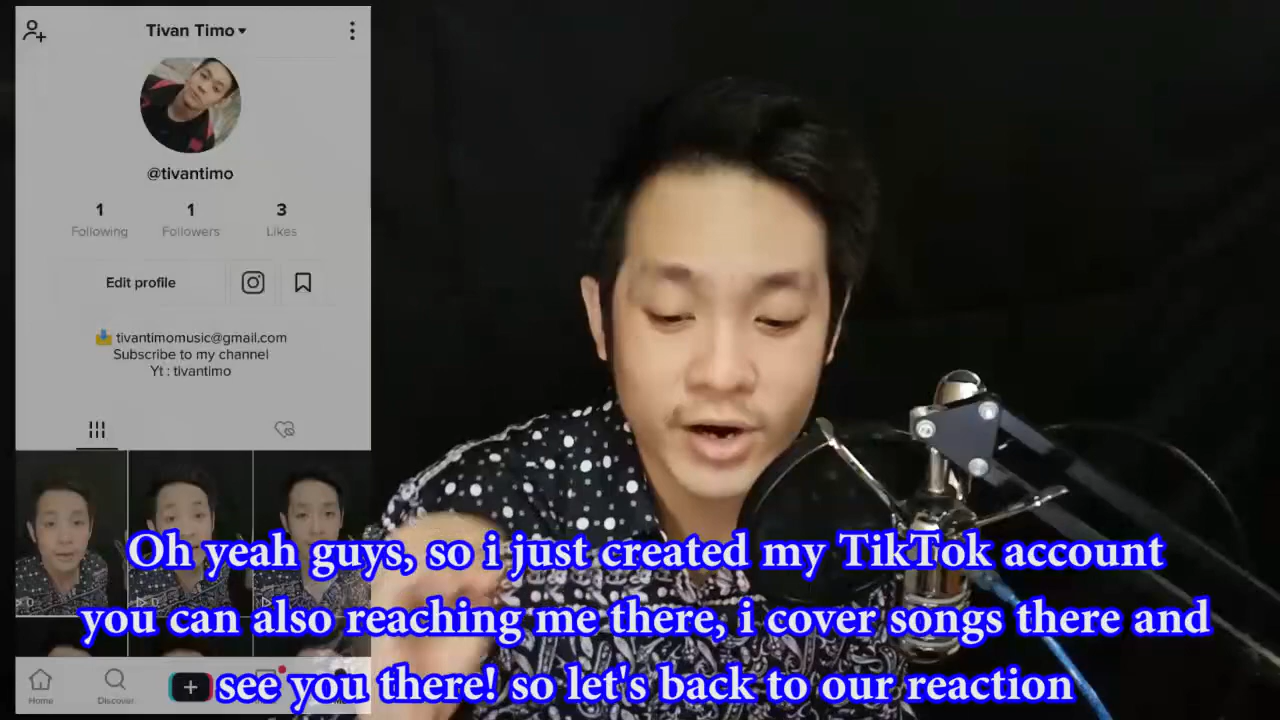 Tivan Timo
@tivantimo
1 1 3
Following Followers Likes
Edit profile
tivantimomusic@gmail.com
Subscribe to my channel
Yt : tivantimo
Oh yeah guys, so i just created my TikTok account
you can also reaching me there, i cover songs there and
see you there! so let's back to our reaction
Home Discover